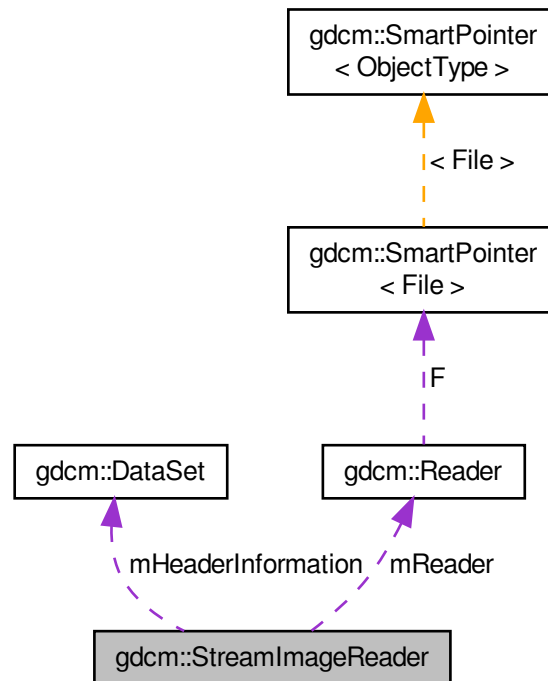 gdcm::SmartPointer
< ObjectType >
< File >
gdcm::SmartPointer
< File >
F
gdcm::DataSet
gdcm::Reader
mHeaderInformation
mReader
gdcm::StreamImageReader